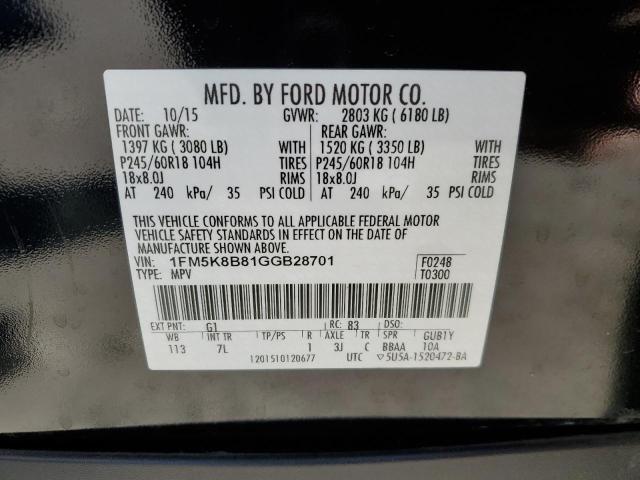 MFD. BY FORD MOTOR CO.
DATE: 10/15 GVWR: 2803 KG ( 6180 LB)
FRONT GAWR: REAR GAWR:
1397 KG ( 3080 LB) WITH 1520 KG ( 3350 LB) WITH
P245/60R18 104H TIRES P245/60R18 104H TIRES
18x8.0J RIMS 18x8.0J RIMS
AT 240 kPa/ 35 PSI COLD AT 240 kPa/ 35 PSI COLD
THIS VEHICLE CONFORMS TO ALL APPLICABLE FEDERAL MOTOR
VEHICLE SAFETY STANDARDS IN EFFECT ON THE DATE OF
MANUFACTURE SHOWN ABOVE.
VIN: 1FM5K8B81GGB28701 F0248
TYPE: MPV T0300
EXT PNT: G1 RC: 83 DSO:
WB INT TR TP/PS R AXLE TR SPR GUB1Y
113 7L 1 3J C BBAA 10A
1201510120677 UTC ▽5U5A-1520472-BA